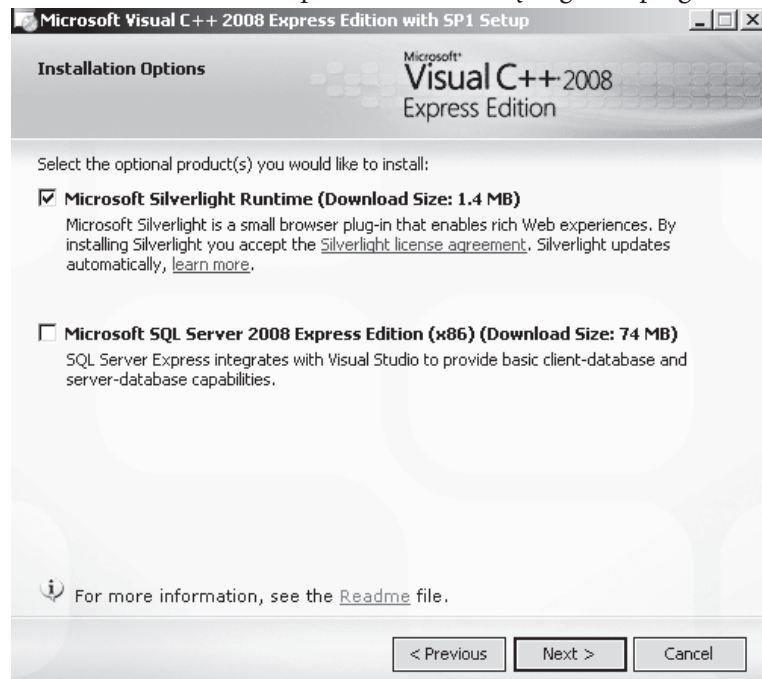 Microsoft Visual C++ 2008 Express Edition with SP1 Setup
Installation Options
Microsoft
Visual C++ 2008
Express Edition
Select the optional product(s) you would like to install:
Microsoft Silverlight Runtime (Download Size: 1.4 MB)
Microsoft Silverlight is a small browser plug-in that enables rich Web experiences. By
installing Silverlight you accept the Silverlight license agreement. Silverlight updates
automatically, learn more.
Microsoft SQL Server 2008 Express Edition (x86) (Download Size: 74 MB)
SQL Server Express integrates with Visual Studio to provide basic client-database and
server-database capabilities.
For more information, see the Readme file.
< Previous
Next >
Cancel